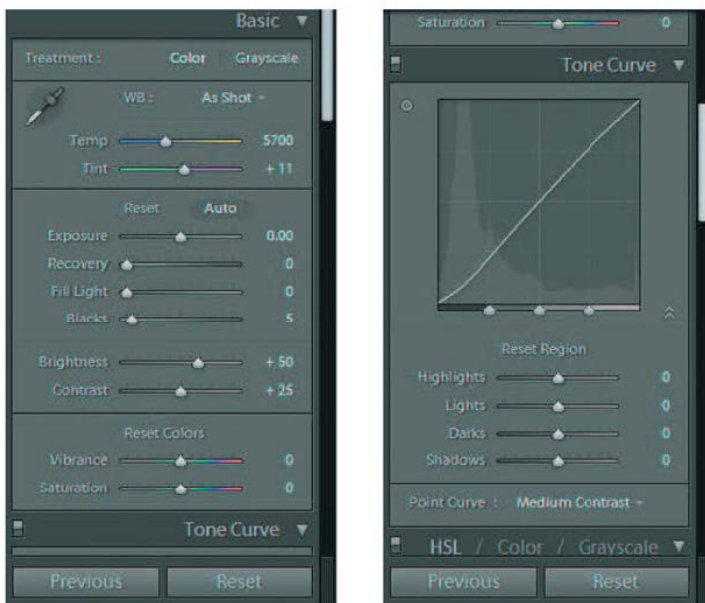 Basic ▼
Treatment : Color | Grayscale
WB : As Shot
Temp 5700
Tint + 11
Reset Auto
Exposure 0.00
Recovery 0
Fill Light 0
Blacks 5
Brightness + 50
Contrast + 25
Reset Colors
Vibrance 0
Saturation 0
Tone Curve ▼
Previous Reset
Saturation 0
Tone Curve ▼
Reset Region
Highlights 0
Lights 0
Darks 0
Shadows 0
Point Curve : Medium Contrast
HSL / Color / Grayscale ▼
Previous Reset